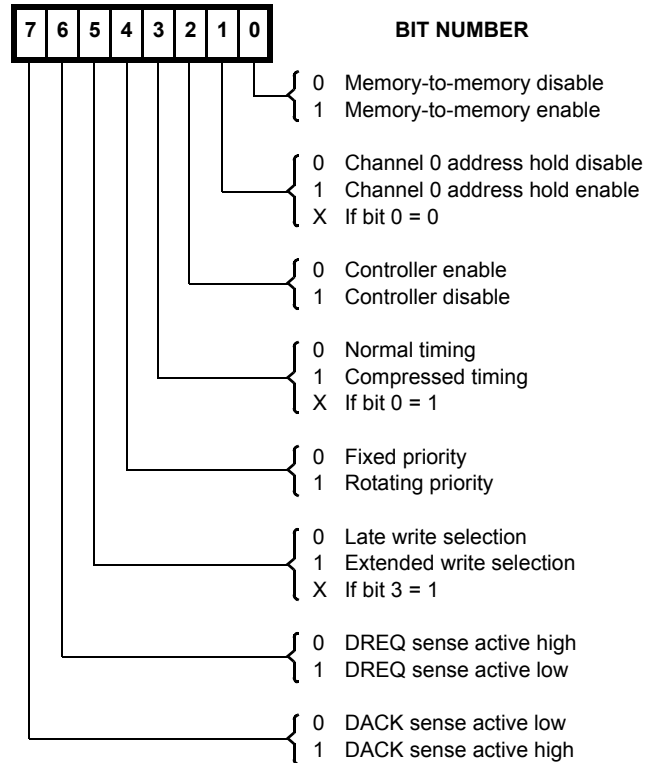 7 6 5 4 3 2 1 0 BIT NUMBER
0 Memory-to-memory disable
1 Memory-to-memory enable
0 Channel 0 address hold disable
1 Channel 0 address hold enable
X If bit 0 = 0
0 Controller enable
1 Controller disable
0 Normal timing
1 Compressed timing
X If bit 0 = 1
0 Fixed priority
1 Rotating priority
0 Late write selection
1 Extended write selection
X If bit 3 = 1
0 DREQ sense active high
1 DREQ sense active low
0 DACK sense active low
1 DACK sense active high